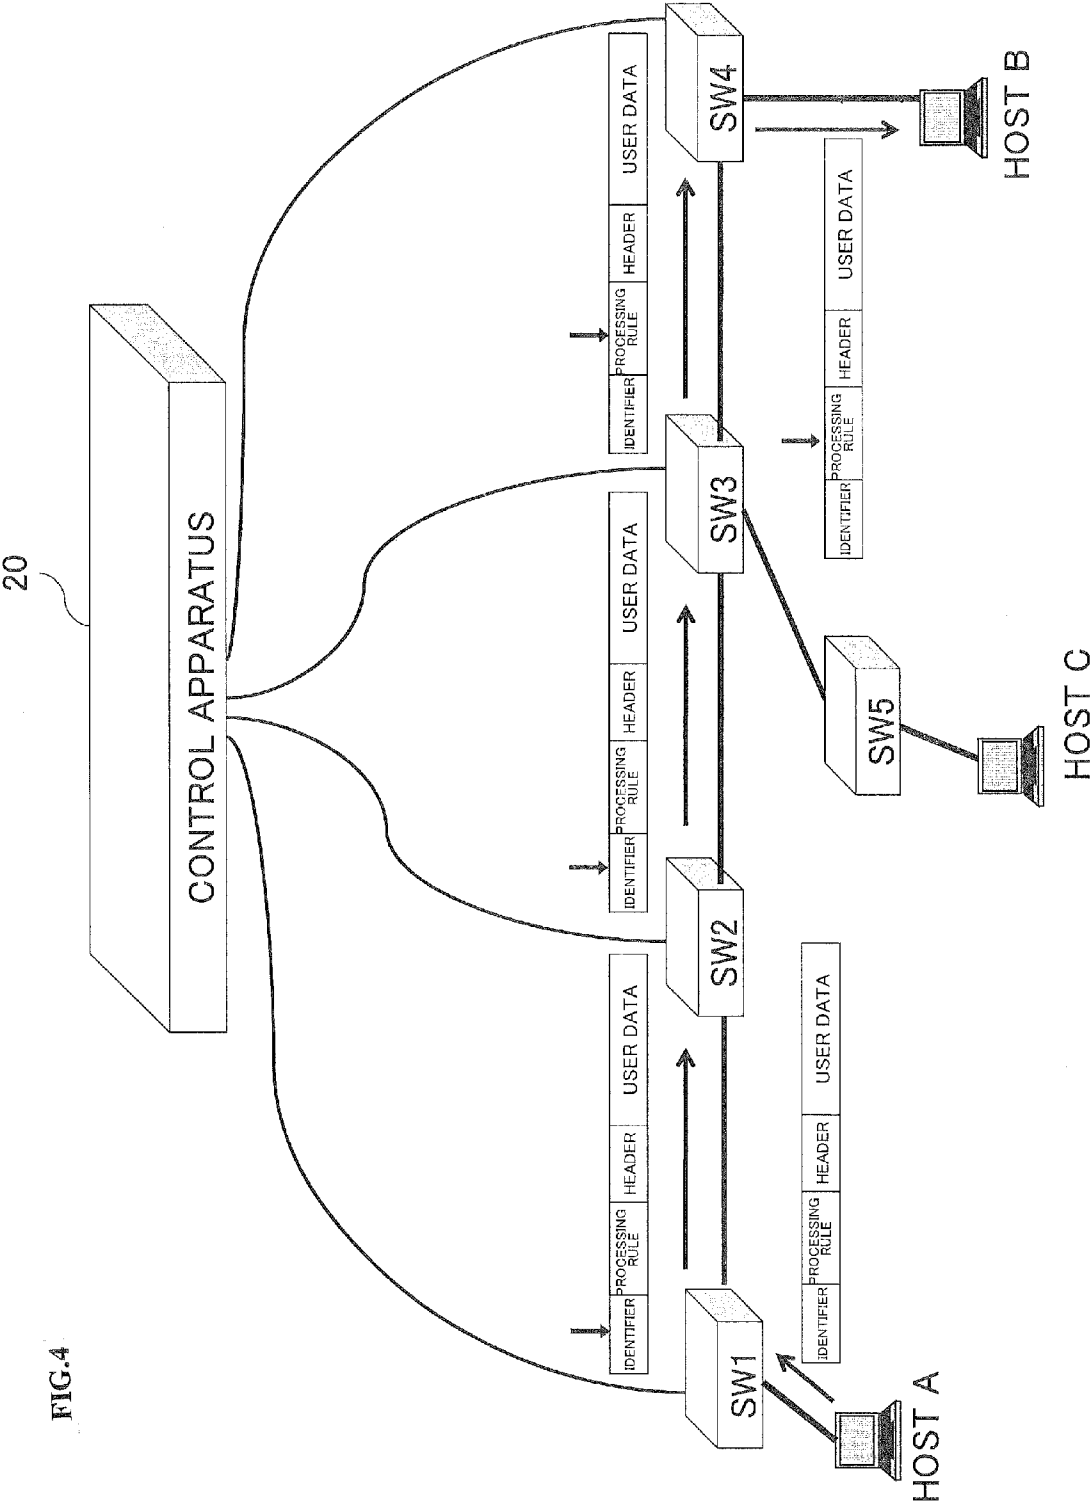 FIG.4
20
CONTROL APPARATUS
IDENTIFIER
PROCESSING
RULE
HEADER
USER DATA
IDENTIFIER
PROCESSING
RULE
HEADER
USER DATA
IDENTIFIER
PROCESSING
RULE
HEADER
USER DATA
SW1
SW2
SW3
SW4
IDENTIFIER
PROCESSING
RULE
HEADER
USER DATA
IDENTIFIER
PROCESSING
RULE
HEADER
USER DATA
SW5
HOST A
HOST C
HOST B